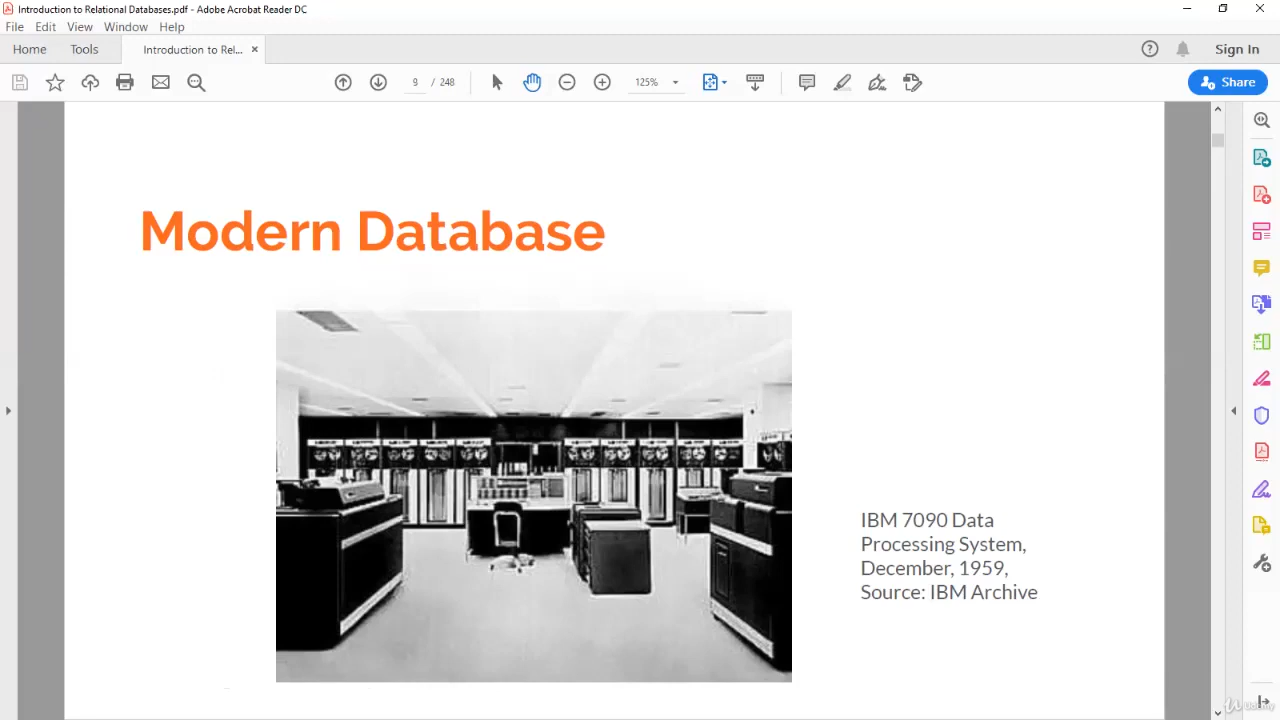 Introduction to Relational Databases.pdf - Adobe Acrobat Reader DC
File Edit View Window Help
Home Tools Introduction to Rel... Sign In
9 / 248 125% Share
Modern Database
IBM 7090 Data
Processing System,
December, 1959,
Source: IBM Archive
Udemy